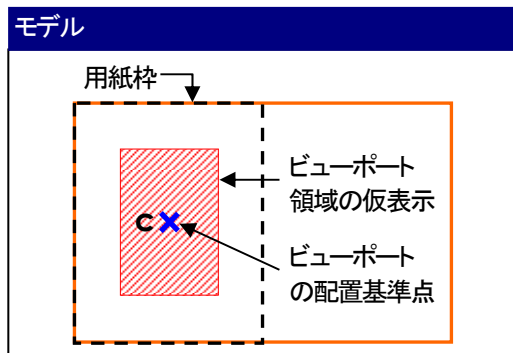 モデル
用紙枠
ビューポート
領域の仮表示
C
ビューポート
の配置基準点